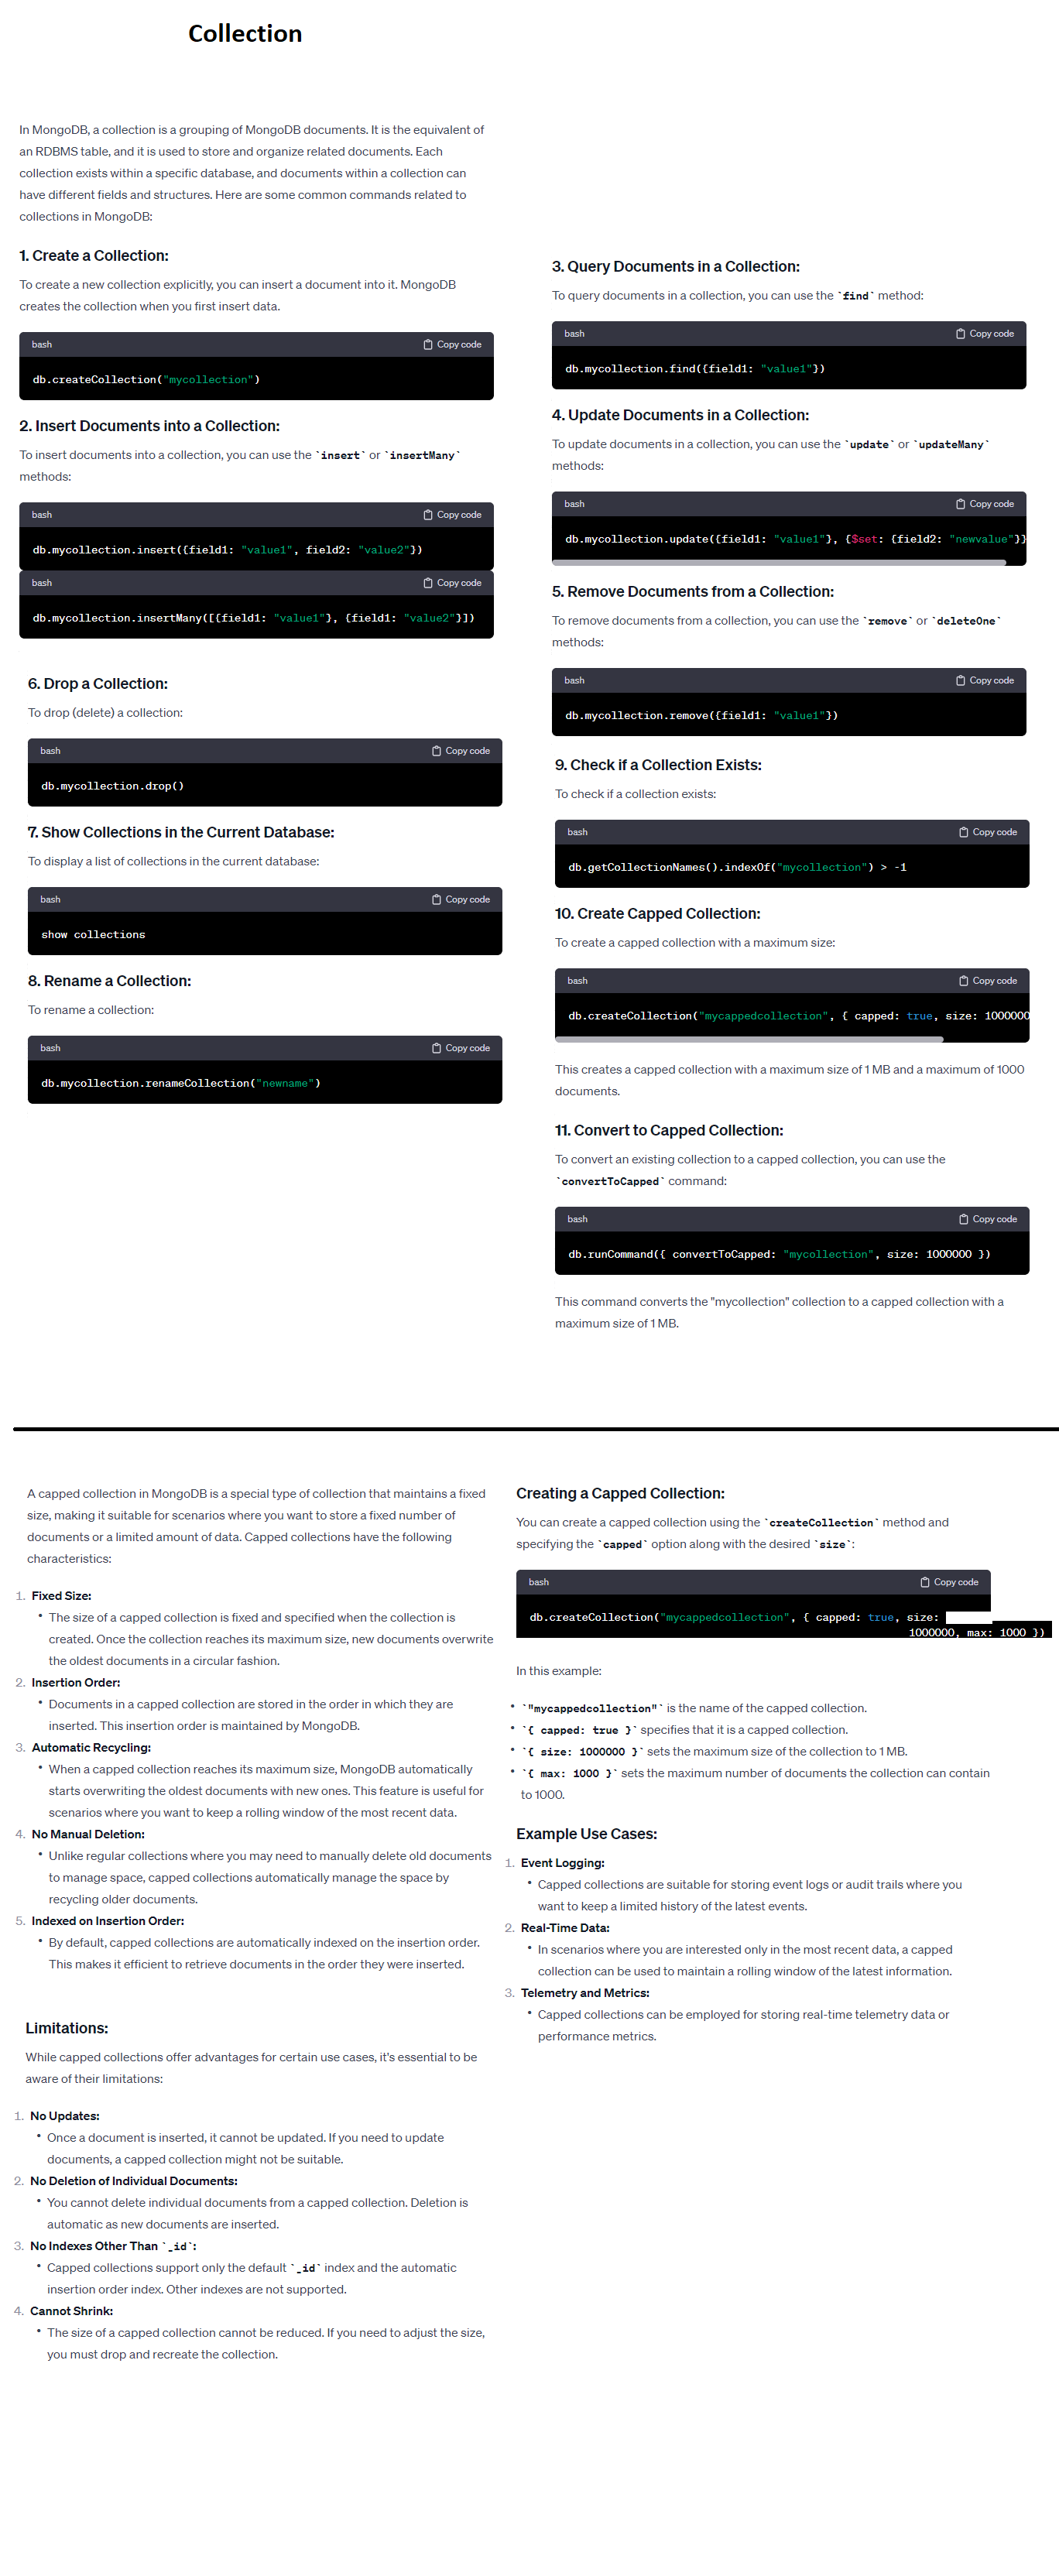 Collection
In MongoDB, a collection is a grouping of MongoDB documents. It is the equivalent of
an RDBMS table, and it is used to store and organize related documents. Each
collection exists within a specific database, and documents within a collection can
have different fields and structures. Here are some common commands related to
collections in MongoDB:
1. Create a Collection:
To create a new collection explicitly, you can insert a document into it. MongoDB
creates the collection when you first insert data.
bash Copy code
db.createCollection("mycollection")
2. Insert Documents into a Collection:
To insert documents into a collection, you can use the `insert` or `insertMany`
methods:
bash Copy code
db.mycollection.insert({field1: "value1", field2: "value2"})
bash Copy code
db.mycollection.insertMany([{field1: "value1"}, {field1: "value2"}])
3. Query Documents in a Collection:
To query documents in a collection, you can use the `find` method:
bash Copy code
db.mycollection.find({field1: "value1"})
4. Update Documents in a Collection:
To update documents in a collection, you can use the `update` or `updateMany`
methods:
bash Copy code
db.mycollection.update({field1: "value1"}, {$set: {field2: "newvalue"}}
5. Remove Documents from a Collection:
To remove documents from a collection, you can use the `remove` or `deleteOne`
methods:
bash Copy code
db.mycollection.remove({field1: "value1"})
6. Drop a Collection:
To drop (delete) a collection:
bash Copy code
db.mycollection.drop()
7. Show Collections in the Current Database:
To display a list of collections in the current database:
bash Copy code
show collections
8. Rename a Collection:
To rename a collection:
bash Copy code
db.mycollection.renameCollection("newname")
9. Check if a Collection Exists:
To check if a collection exists:
bash Copy code
db.getCollectionNames().indexOf("mycollection") > -1
10. Create Capped Collection:
To create a capped collection with a maximum size:
bash Copy code
db.createCollection("mycappedcollection", { capped: true, size: 1000000
This creates a capped collection with a maximum size of 1 MB and a maximum of 1000
documents.
11. Convert to Capped Collection:
To convert an existing collection to a capped collection, you can use the
`convertToCapped` command:
bash Copy code
db.runCommand({ convertToCapped: "mycollection", size: 1000000 })
This command converts the "mycollection" collection to a capped collection with a
maximum size of 1 MB.
A capped collection in MongoDB is a special type of collection that maintains a fixed
size, making it suitable for scenarios where you want to store a fixed number of
documents or a limited amount of data. Capped collections have the following
characteristics:
1. Fixed Size:
• The size of a capped collection is fixed and specified when the collection is
created. Once the collection reaches its maximum size, new documents overwrite
the oldest documents in a circular fashion.
2. Insertion Order:
• Documents in a capped collection are stored in the order in which they are
inserted. This insertion order is maintained by MongoDB.
3. Automatic Recycling:
• When a capped collection reaches its maximum size, MongoDB automatically
starts overwriting the oldest documents with new ones. This feature is useful for
scenarios where you want to keep a rolling window of the most recent data.
4. No Manual Deletion:
• Unlike regular collections where you may need to manually delete old documents
to manage space, capped collections automatically manage the space by
recycling older documents.
5. Indexed on Insertion Order:
• By default, capped collections are automatically indexed on the insertion order.
This makes it efficient to retrieve documents in the order they were inserted.
Limitations:
While capped collections offer advantages for certain use cases, it's essential to be
aware of their limitations:
1. No Updates:
• Once a document is inserted, it cannot be updated. If you need to update
documents, a capped collection might not be suitable.
2. No Deletion of Individual Documents:
• You cannot delete individual documents from a capped collection. Deletion is
automatic as new documents are inserted.
3. No Indexes Other Than `_id`:
• Capped collections support only the default `_id` index and the automatic
insertion order index. Other indexes are not supported.
4. Cannot Shrink:
• The size of a capped collection cannot be reduced. If you need to adjust the size,
you must drop and recreate the collection.
Creating a Capped Collection:
You can create a capped collection using the `createCollection` method and
specifying the `capped` option along with the desired `size`:
bash Copy code
db.createCollection("mycappedcollection", { capped: true, size:
1000000, max: 1000 })
In this example:
• `"mycappedcollection"` is the name of the capped collection.
• `{ capped: true }` specifies that it is a capped collection.
• `{ size: 1000000 }` sets the maximum size of the collection to 1 MB.
• `{ max: 1000 }` sets the maximum number of documents the collection can contain
to 1000.
Example Use Cases:
1. Event Logging:
• Capped collections are suitable for storing event logs or audit trails where you
want to keep a limited history of the latest events.
2. Real-Time Data:
• In scenarios where you are interested only in the most recent data, a capped
collection can be used to maintain a rolling window of the latest information.
3. Telemetry and Metrics:
• Capped collections can be employed for storing real-time telemetry data or
performance metrics.